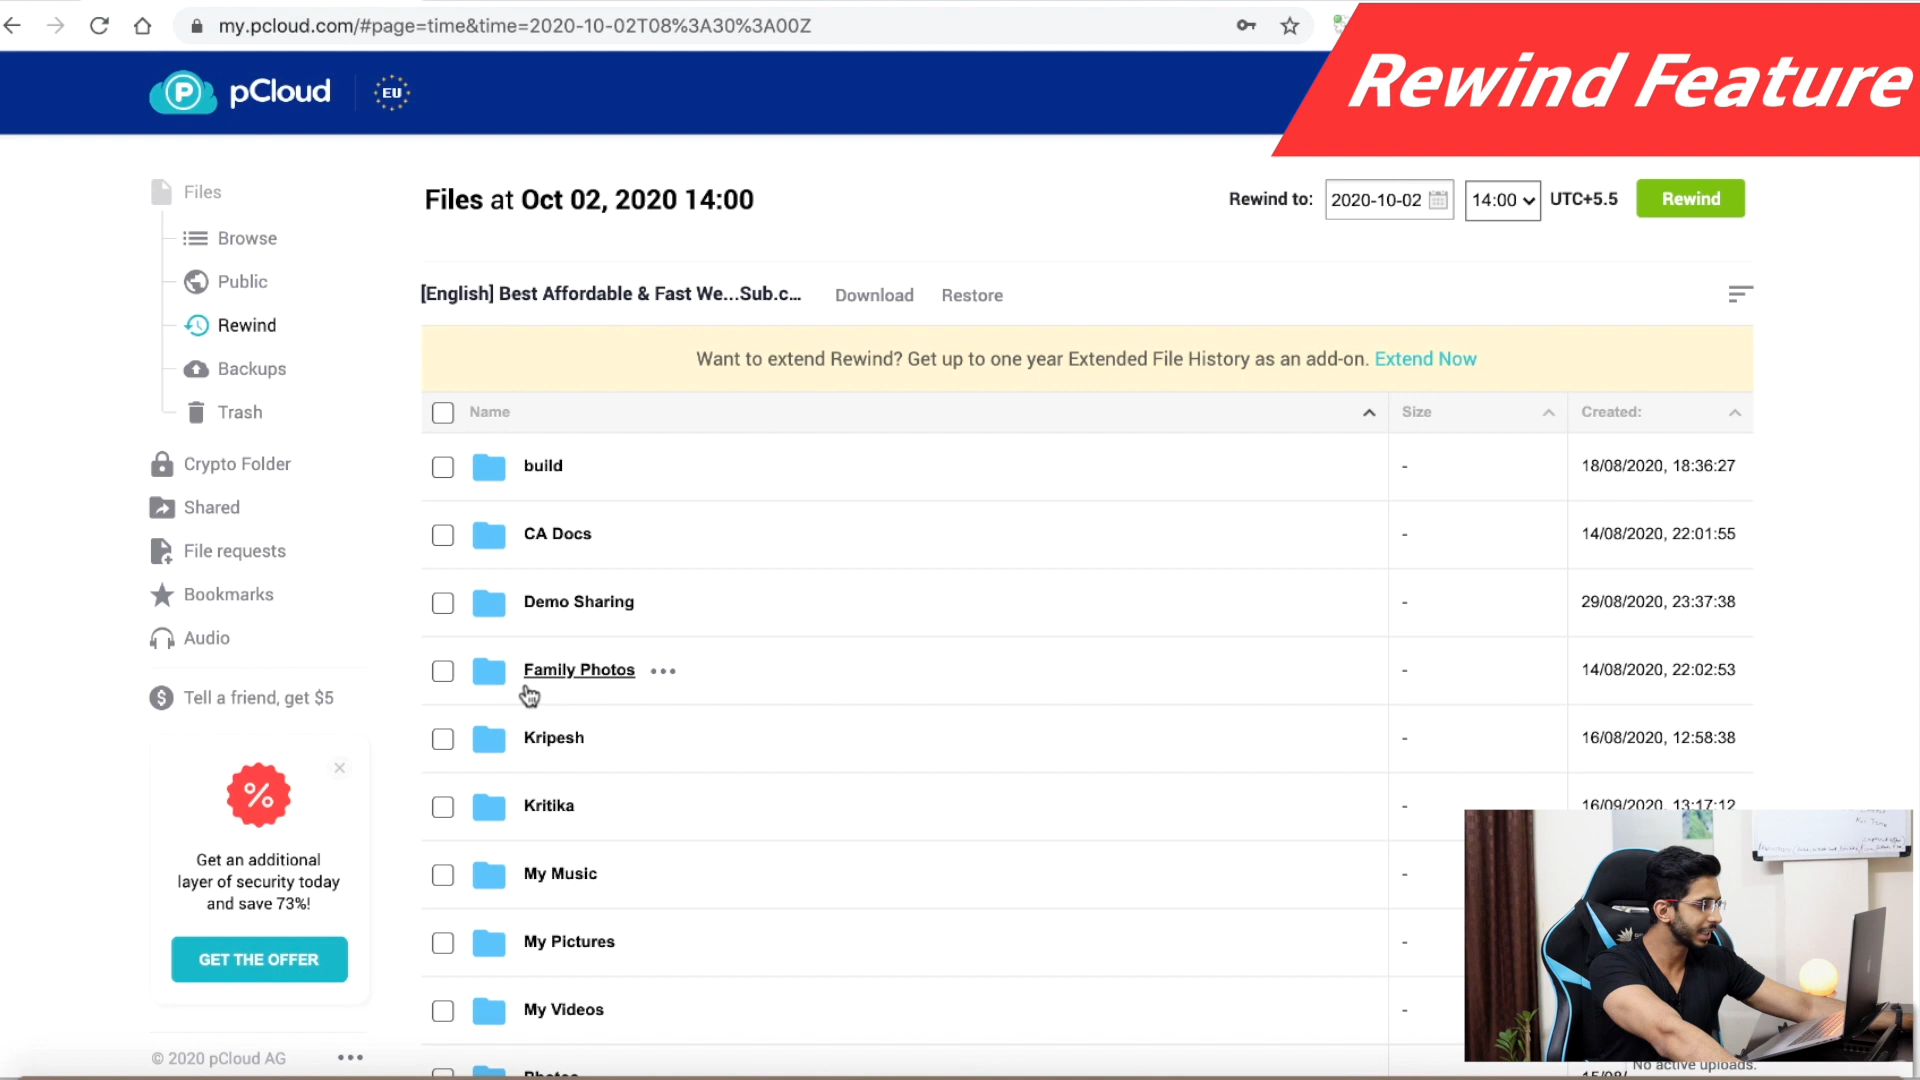 my.pcloud.com/#page=time&time=2020-10-02T08%3A30%3A00Z
Rewind Feature
P pCloud EU
Files
Browse
Public
Rewind
Backups
Trash
Crypto Folder
Shared
File requests
Bookmarks
Audio
Tell a friend, get $5
%
Get an additional
layer of security today
and save 73%!
GET THE OFFER
© 2020 pCloud AG
Files at Oct 02, 2020 14:00
Rewind to: 2020-10-02 14:00 UTC+5.5 Rewind
[English] Best Affordable & Fast We...Sub.c... Download Restore
Want to extend Rewind? Get up to one year Extended File History as an add-on. Extend Now
Name Size Created:
build - 18/08/2020, 18:36:27
CA Docs - 14/08/2020, 22:01:55
Demo Sharing - 29/08/2020, 23:37:38
Family Photos - 14/08/2020, 22:02:53
Kripesh - 16/08/2020, 12:58:38
Kritika - 16/09/2020, 13:17:12
My Music -
My Pictures -
My Videos -
Photos 15/08/
No active uploads.